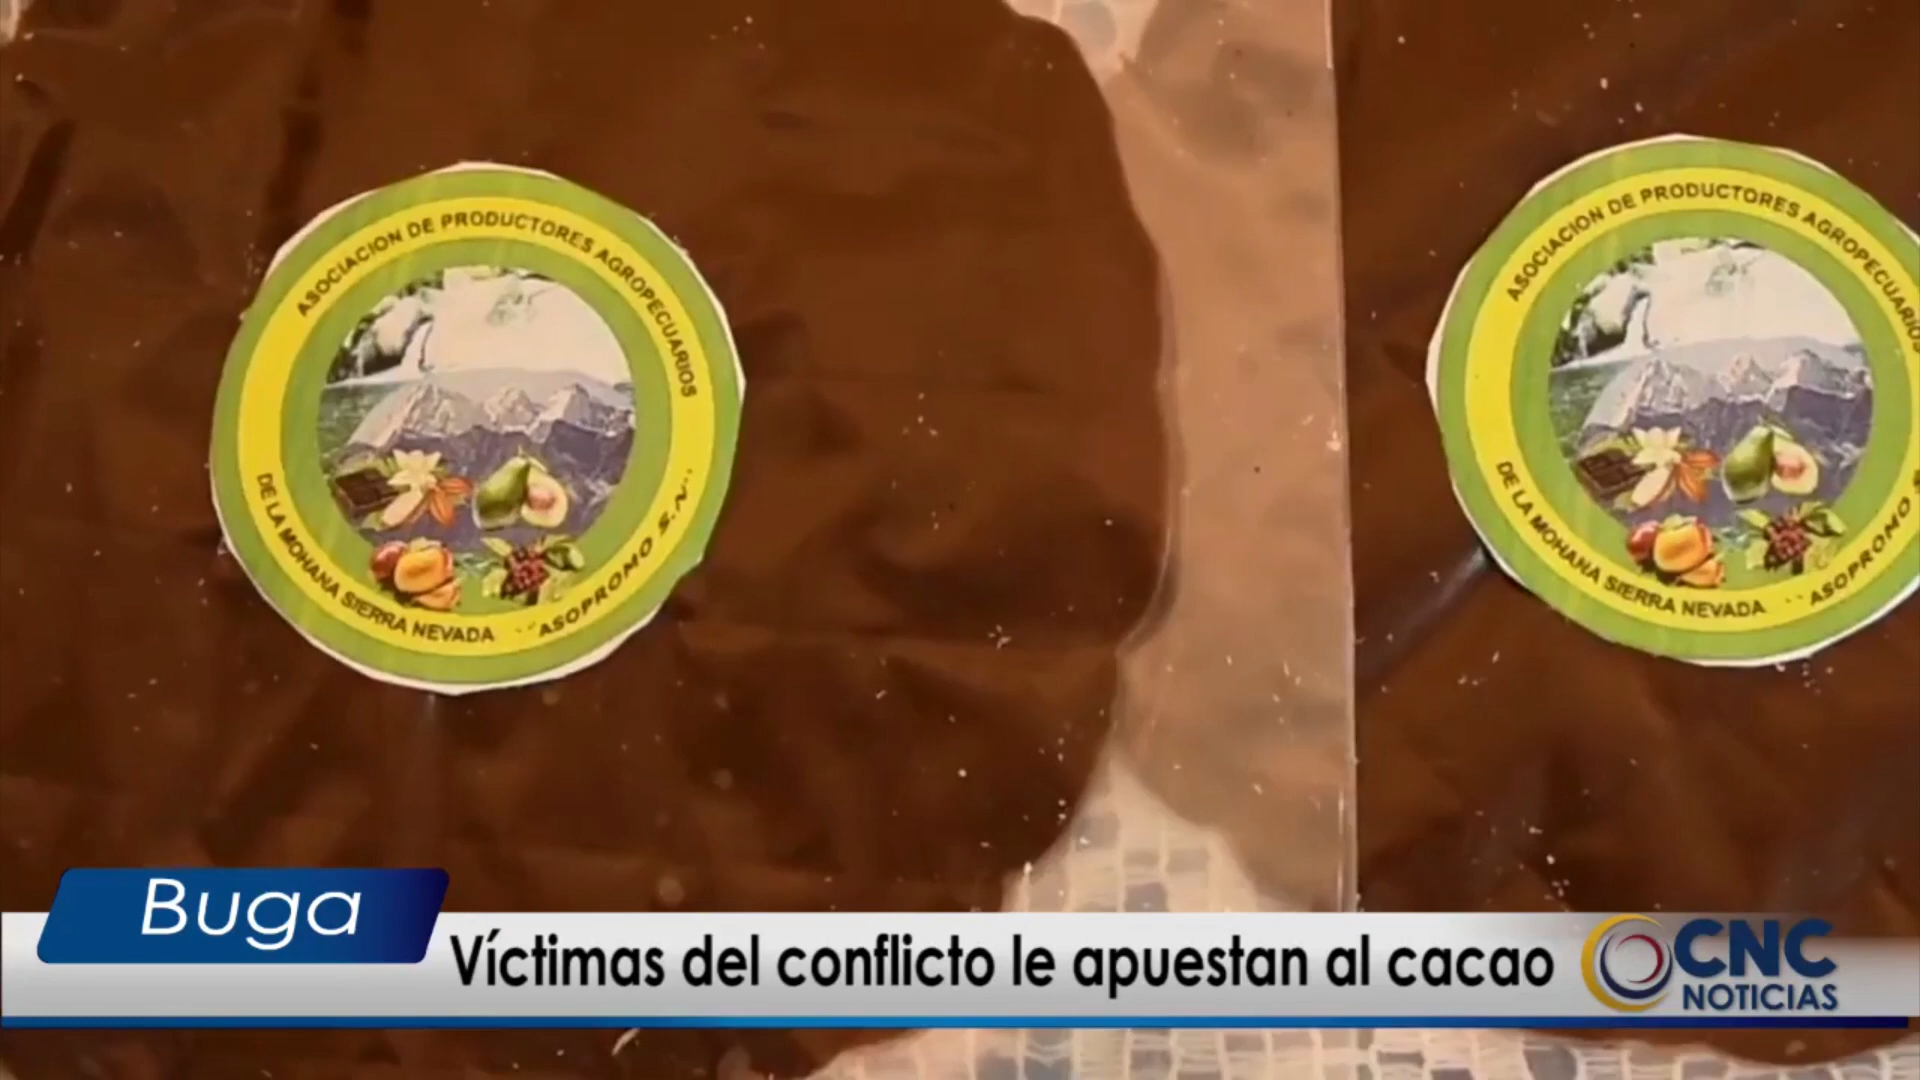 ASOCIACION DE PRODUCTORES AGROPECUARIOS
DE LA MOHANA SIERRA NEVADA
ASOPROMO S.N.
ASOCIACION DE PRODUCTORES AGROPECUARIOS
DE LA MOHANA SIERRA NEVADA
ASOPROMO
Buga
Víctimas del conflicto le apuestan al cacao
CNC
NOTICIAS